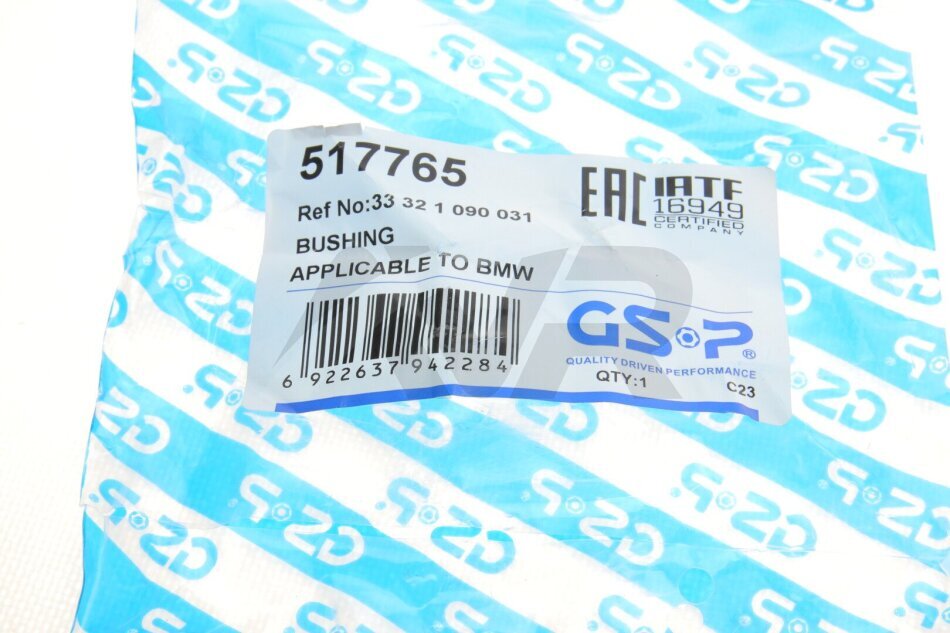 517765
Ref No:33 32 1 090 031
BUSHING
APPLICABLE TO BMW
6 922637 942284
EAC
IATF
16949
CERTIFIED
COMPANY
GS·P®
QUALITY DRIVEN PERFORMANCE
QTY:1
C23